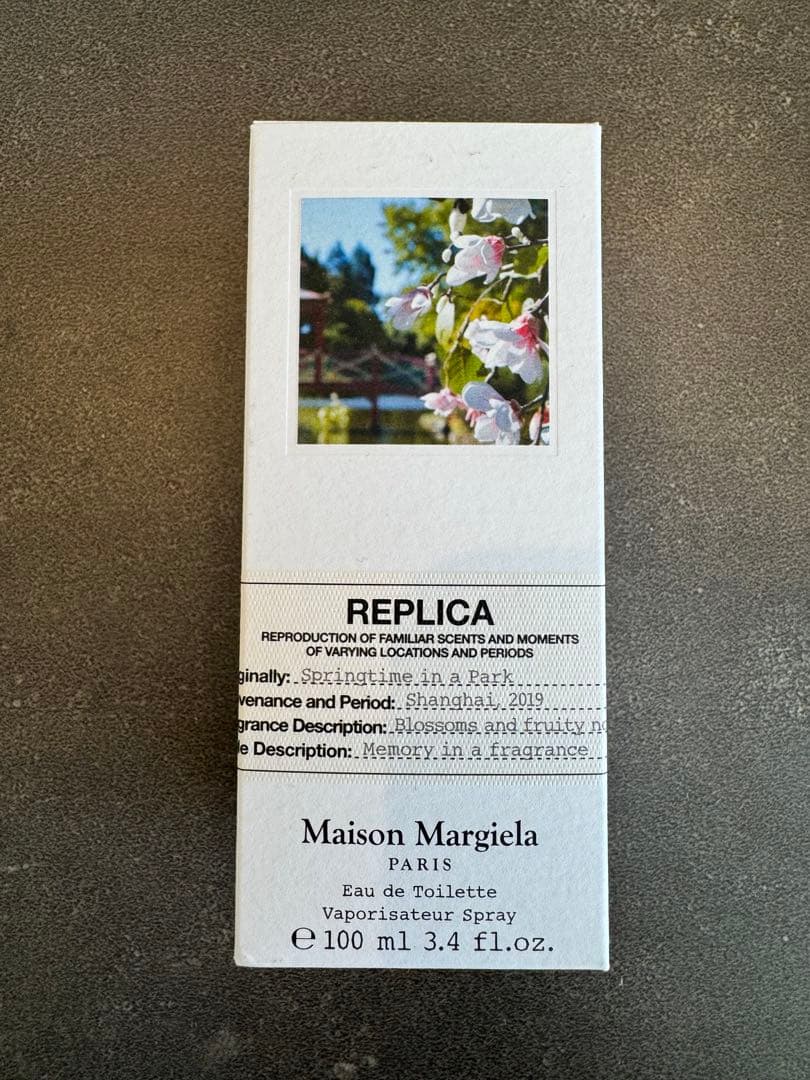 REPLICA
REPRODUCTION OF FAMILIAR SCENTS AND MOMENTS
OF VARYING LOCATIONS AND PERIODS
ginally: Springtime in a Park
venance and Period: Shanghai, 2019
grance Description: Blossoms and fruity no
le Description: Memory in a fragrance
Maison Margiela
PARIS
Eau de Toilette
Vaporisateur Spray
℮ 100 ml 3.4 fl.oz.